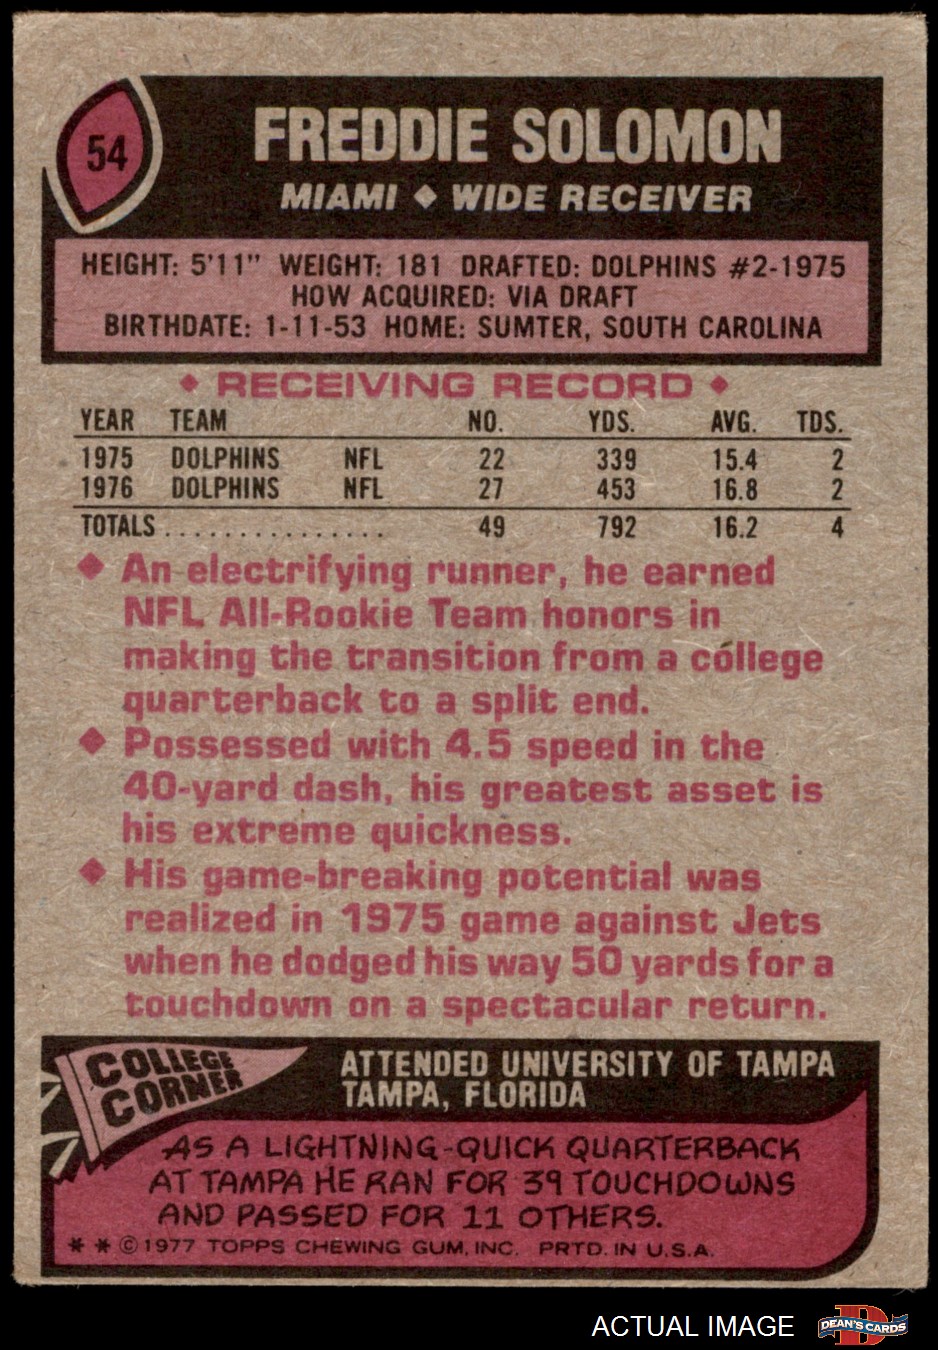 54
FREDDIE SOLOMON
MIAMI ◆ WIDE RECEIVER
HEIGHT: 5'11" WEIGHT: 181 DRAFTED: DOLPHINS #2-1975
HOW ACQUIRED: VIA DRAFT
BIRTHDATE: 1-11-53 HOME: SUMTER, SOUTH CAROLINA
◆ RECEIVING RECORD ◆
YEAR TEAM NO. YDS. AVG. TDS.
1975 DOLPHINS NFL 22 339 15.4 2
1976 DOLPHINS NFL 27 453 16.8 2
TOTALS ............... 49 792 16.2 4
◆ An electrifying runner, he earned
NFL All-Rookie Team honors in
making the transition from a college
quarterback to a split end.
◆ Possessed with 4.5 speed in the
40-yard dash, his greatest asset is
his extreme quickness.
◆ His game-breaking potential was
realized in 1975 game against Jets
when he dodged his way 50 yards for a
touchdown on a spectacular return.
COLLEGE
CORNER
ATTENDED UNIVERSITY OF TAMPA
TAMPA, FLORIDA
AS A LIGHTNING-QUICK QUARTERBACK
AT TAMPA HE RAN FOR 39 TOUCHDOWNS
AND PASSED FOR 11 OTHERS.
* * © 1977 TOPPS CHEWING GUM, INC. PRTD. IN U.S.A.
ACTUAL IMAGE
D
DEAN'S CARDS